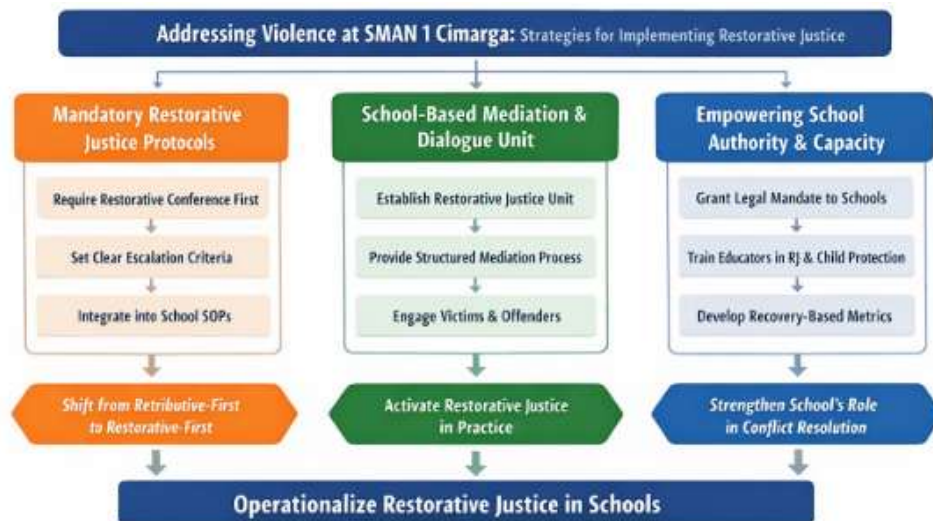 Addressing Violence at SMAN 1 Cimarga: Strategies for Implementing Restorative Justice
Mandatory Restorative
Justice Protocols
Require Restorative Conference First
Set Clear Escalation Criteria
Integrate into School SOPs
Shift from Retributive-First
to Restorative-First
School-Based Mediation &
Dialogue Unit
Establish Restorative Justice Unit
Provide Structured Mediation Process
Engage Victims & Offenders
Activate Restorative Justice
in Practice
Empowering School
Authority & Capacity
Grant Legal Mandate to Schools
Train Educators in RJ & Child Protection
Develop Recovery-Based Metrics
Strengthen School's Role
in Conflict Resolution
Operationalize Restorative Justice in Schools